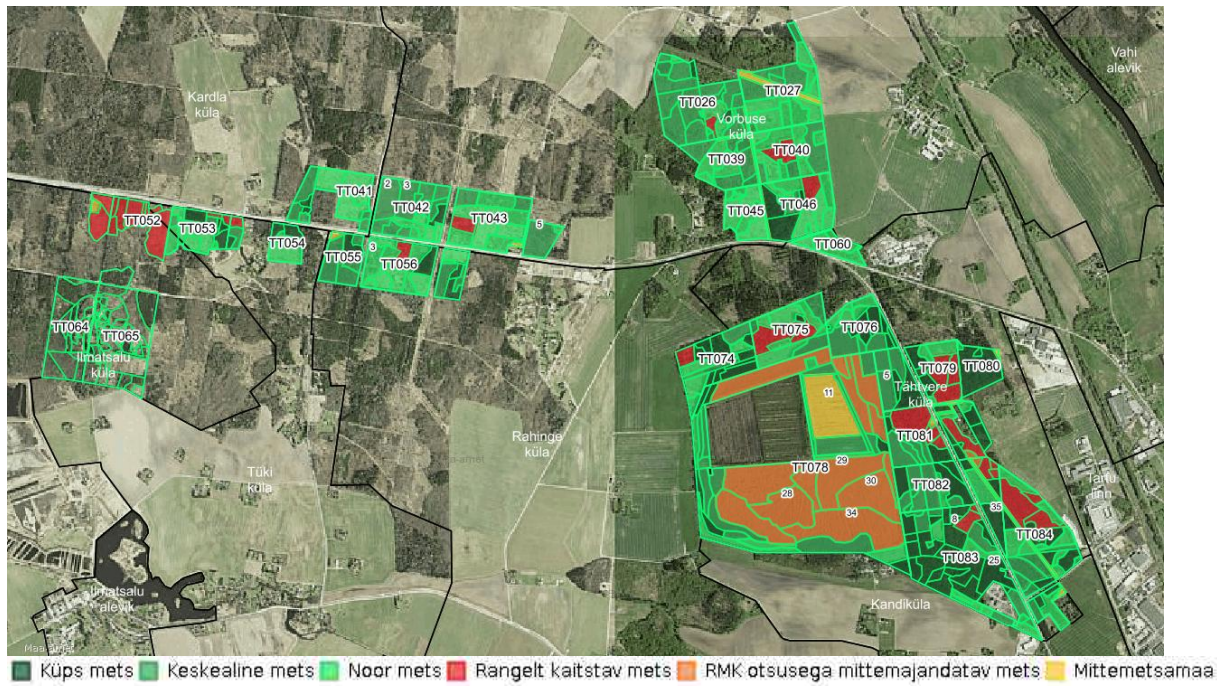 Vahi
alevik
Kardla
küla
TT027
TT026
Vorbuse
küla
TT040
TT039
TT041
2
3
TT042
TT043
5
TT052
TT053
TT054
TT055
3
TT056
TT045
TT046
TT060
TT064
TT065
Ilmatsalu
küla
TT074
TT075
TT076
TT079
TT080
5
Tähtvere
küla
11
TT081
Rahinge
küla
TT078
29
28
30
34
TT082
Tartu
linn
35
8
TT084
TT083
25
Tüki
küla
Ilmatsalu
alevik
Kandiküla
Maa-amet
Küps mets Keskealine mets Noor mets Rangelt kaitstav mets RMK otsusega mittemajandatav mets Mittemetsamaa